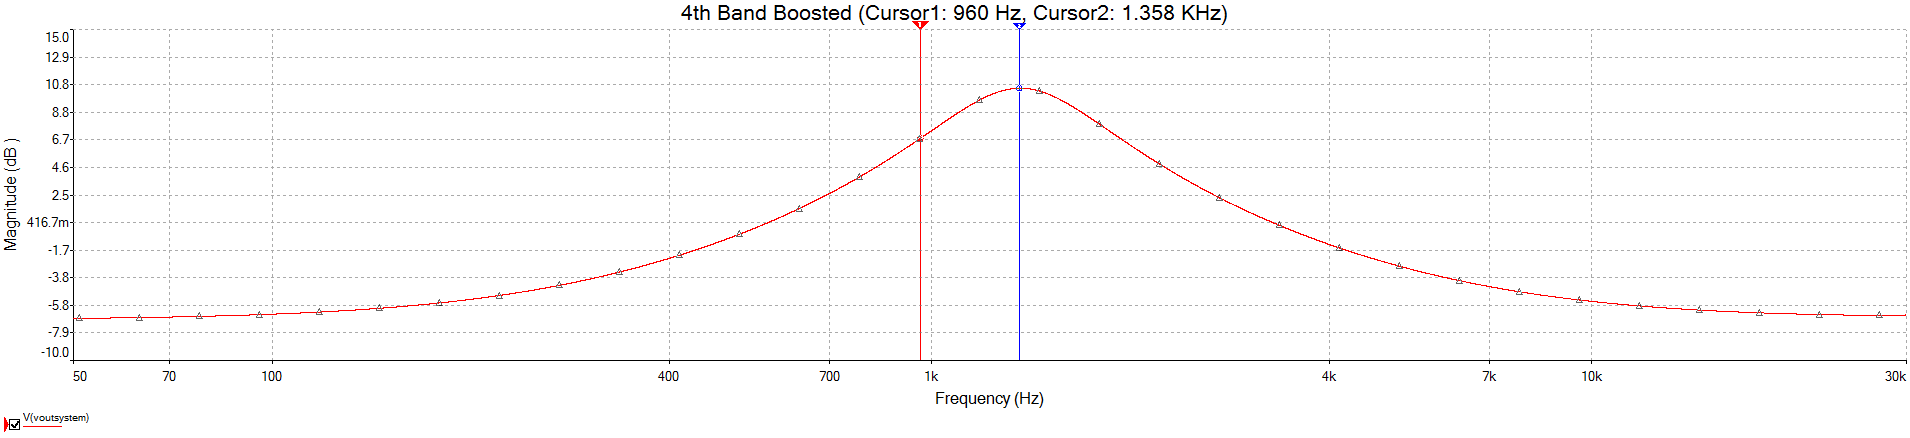 4th Band Boosted (Cursor1: 960 Hz, Cursor2: 1.358 KHz)
1
2
15.0
12.9
10.8
8.8
6.7
4.6
2.5
416.7m
-1.7
-3.8
-5.8
-7.9
-10.0
Magnitude (dB )
50 70 100 400 700 1k 4k 7k 10k 30k
Frequency (Hz)
V(voutsystem)